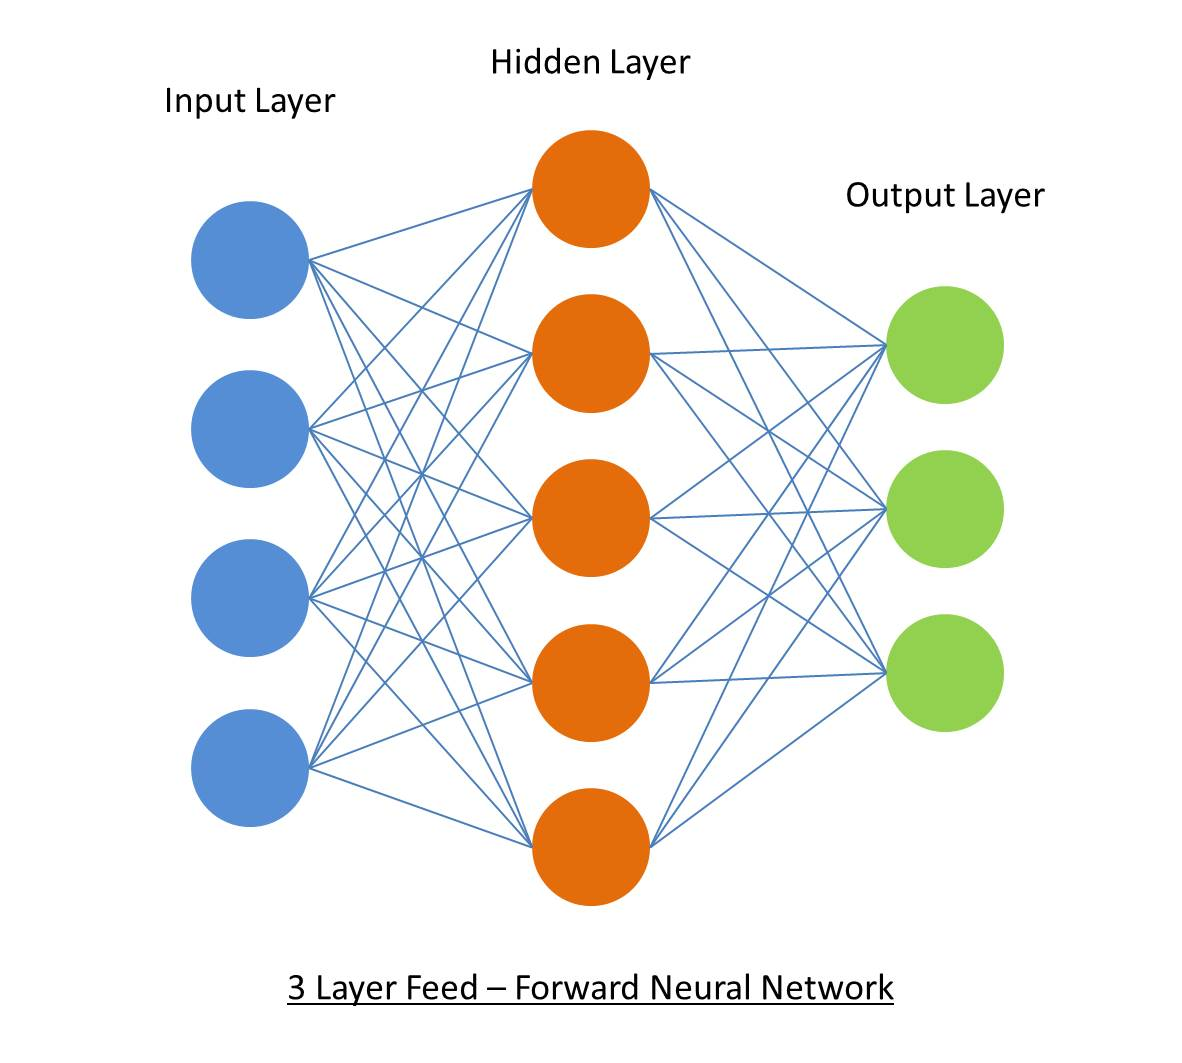 Hidden Layer
Input Layer
Output Layer
3 Layer Feed – Forward Neural Network